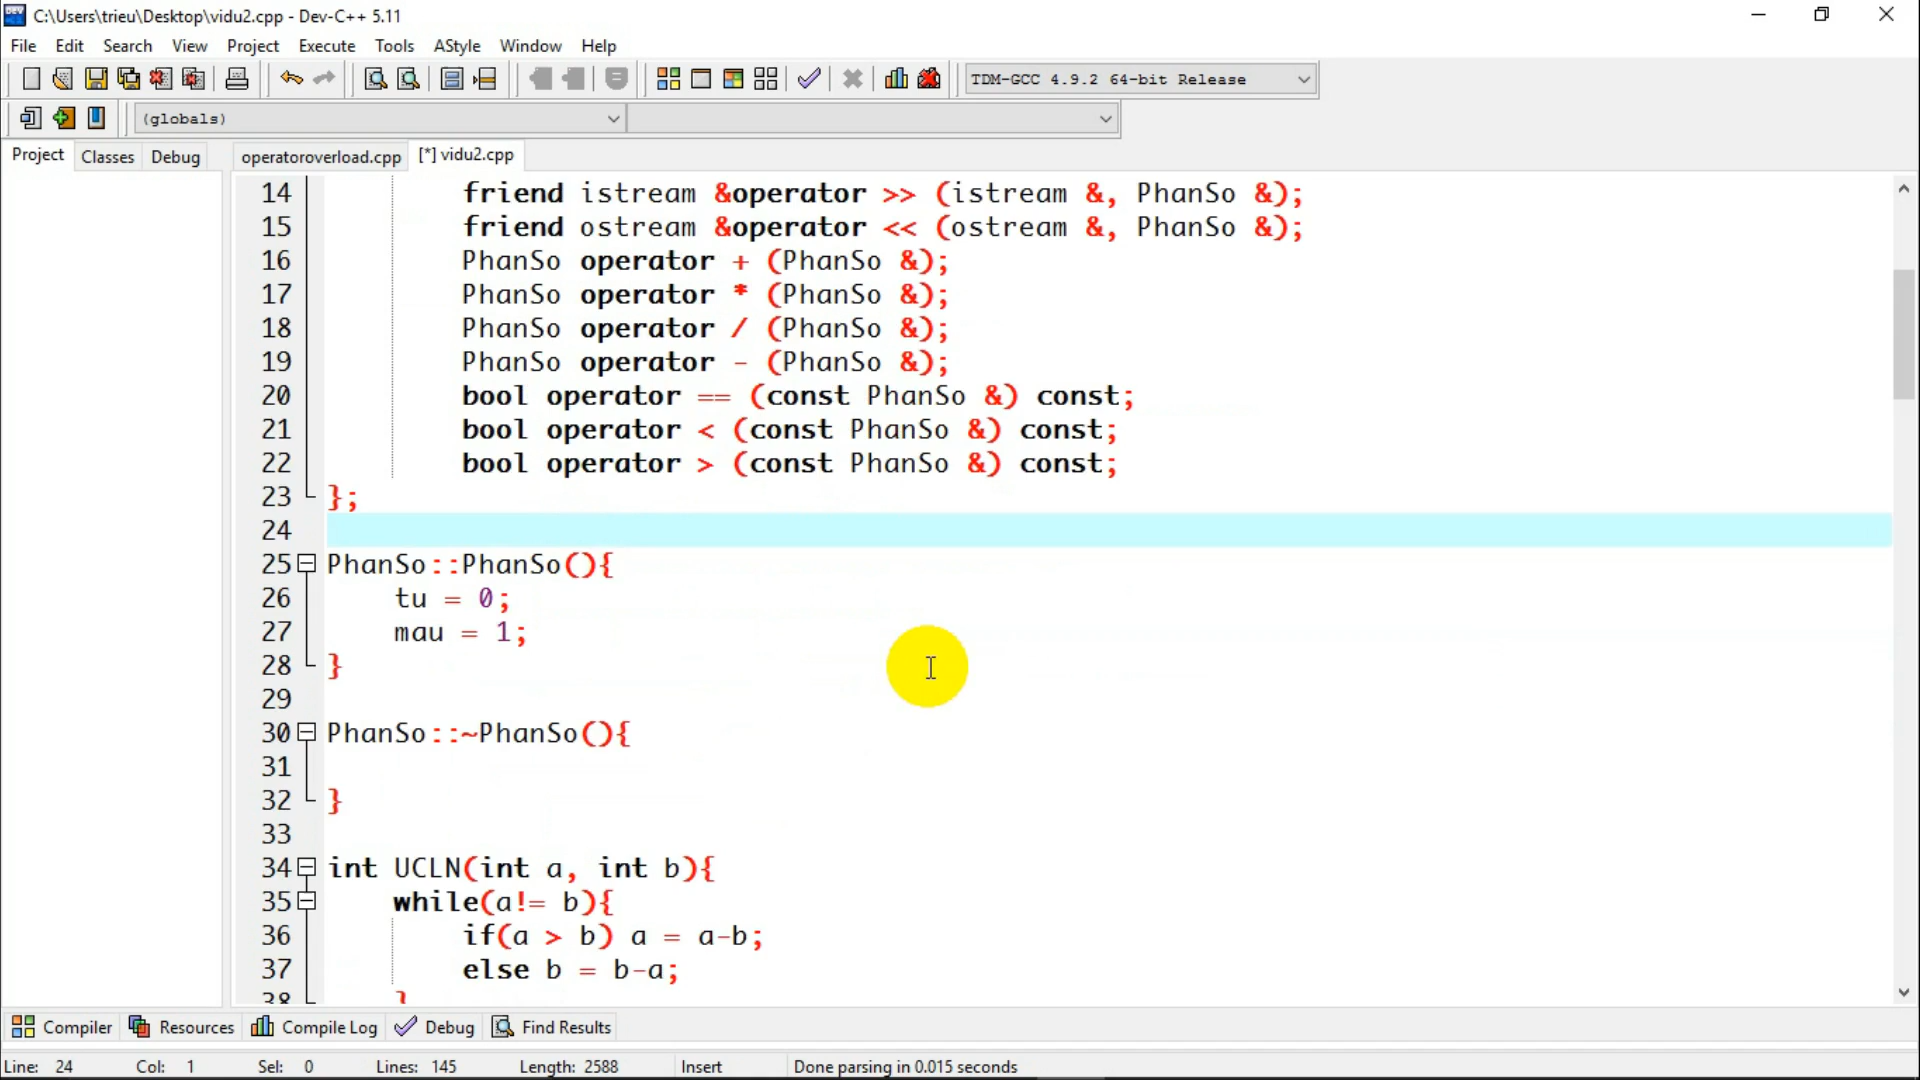 C:\Users\trieu\Desktop\vidu2.cpp - Dev-C++ 5.11
File Edit Search View Project Execute Tools AStyle Window Help
TDM-GCC 4.9.2 64-bit Release
(globals)
Project Classes Debug operatoroverload.cpp [*] vidu2.cpp
14 friend istream &operator >> (istream &, PhanSo &);
15 friend ostream &operator << (ostream &, PhanSo &);
16 PhanSo operator + (PhanSo &);
17 PhanSo operator * (PhanSo &);
18 PhanSo operator / (PhanSo &);
19 PhanSo operator - (PhanSo &);
20 bool operator == (const PhanSo &) const;
21 bool operator < (const PhanSo &) const;
22 bool operator > (const PhanSo &) const;
23 };
24
25 PhanSo::PhanSo(){
26 tu = 0;
27 mau = 1;
28 }
29
30 PhanSo::~PhanSo(){
31
32 }
33
34 int UCLN(int a, int b){
35 while(a!= b){
36 if(a > b) a = a-b;
37 else b = b-a;
38 }
Compiler Resources Compile Log Debug Find Results
Line: 24 Col: 1 Sel: 0 Lines: 145 Length: 2588 Insert Done parsing in 0.015 seconds